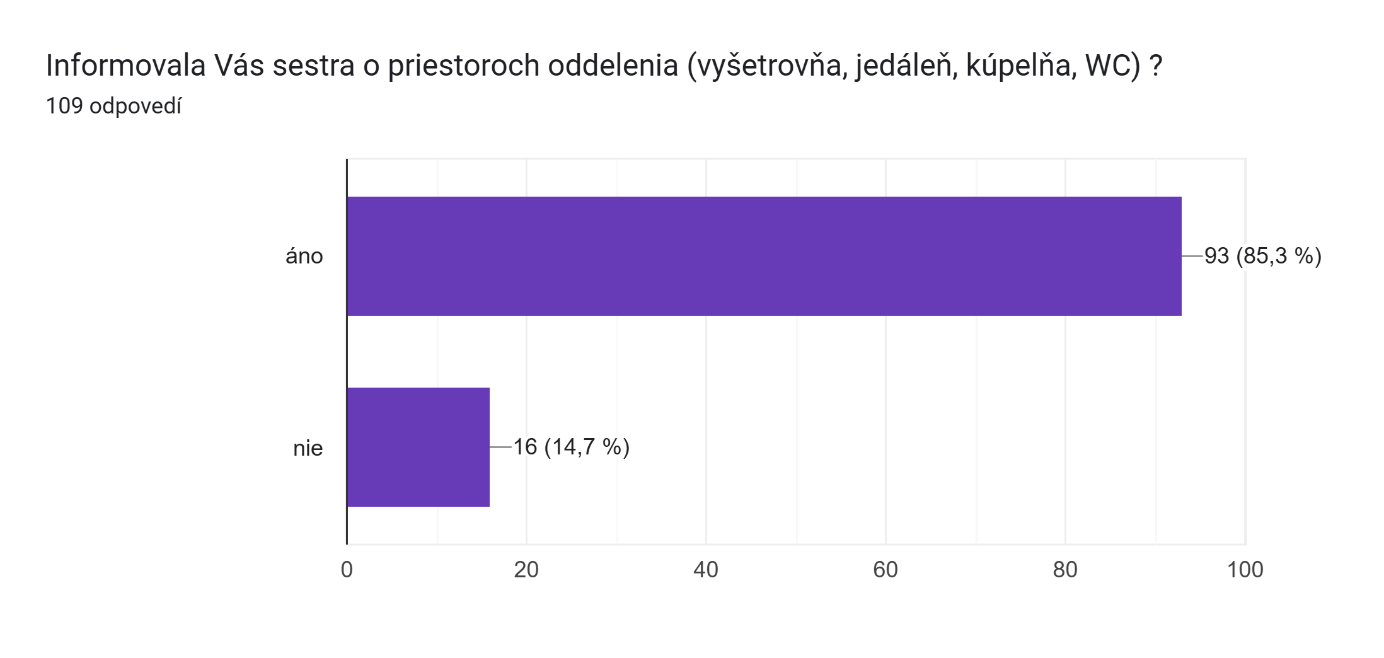 Informovala Vás sestra o priestoroch oddelenia (vyšetrovňa, jedáleň, kúpelňa, WC) ?
109 odpovedí
áno
93 (85,3 %)
nie
16 (14,7 %)
0 20 40 60 80 100